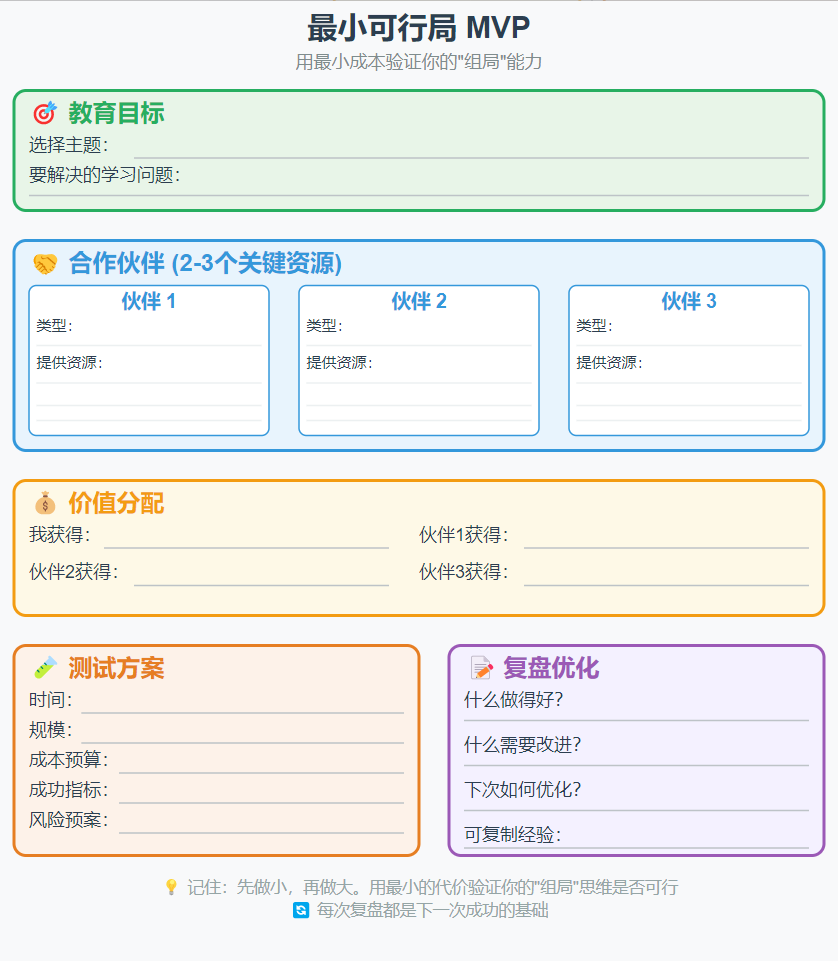 最小可行局 MVP
用最小成本验证你的"组局"能力
🎯 教育目标
选择主题：
要解决的学习问题：
🤝 合作伙伴 (2-3个关键资源)
伙伴 1
类型：
提供资源：
伙伴 2
类型：
提供资源：
伙伴 3
类型：
提供资源：
💰 价值分配
我获得：
伙伴1获得：
伙伴2获得：
伙伴3获得：
🧪 测试方案
时间：
规模：
成本预算：
成功指标：
风险预案：
📝 复盘优化
什么做得好？
什么需要改进？
下次如何优化？
可复制经验：
💡 记住：先做小，再做大。用最小的代价验证你的"组局"思维是否可行
🔄 每次复盘都是下一次成功的基础